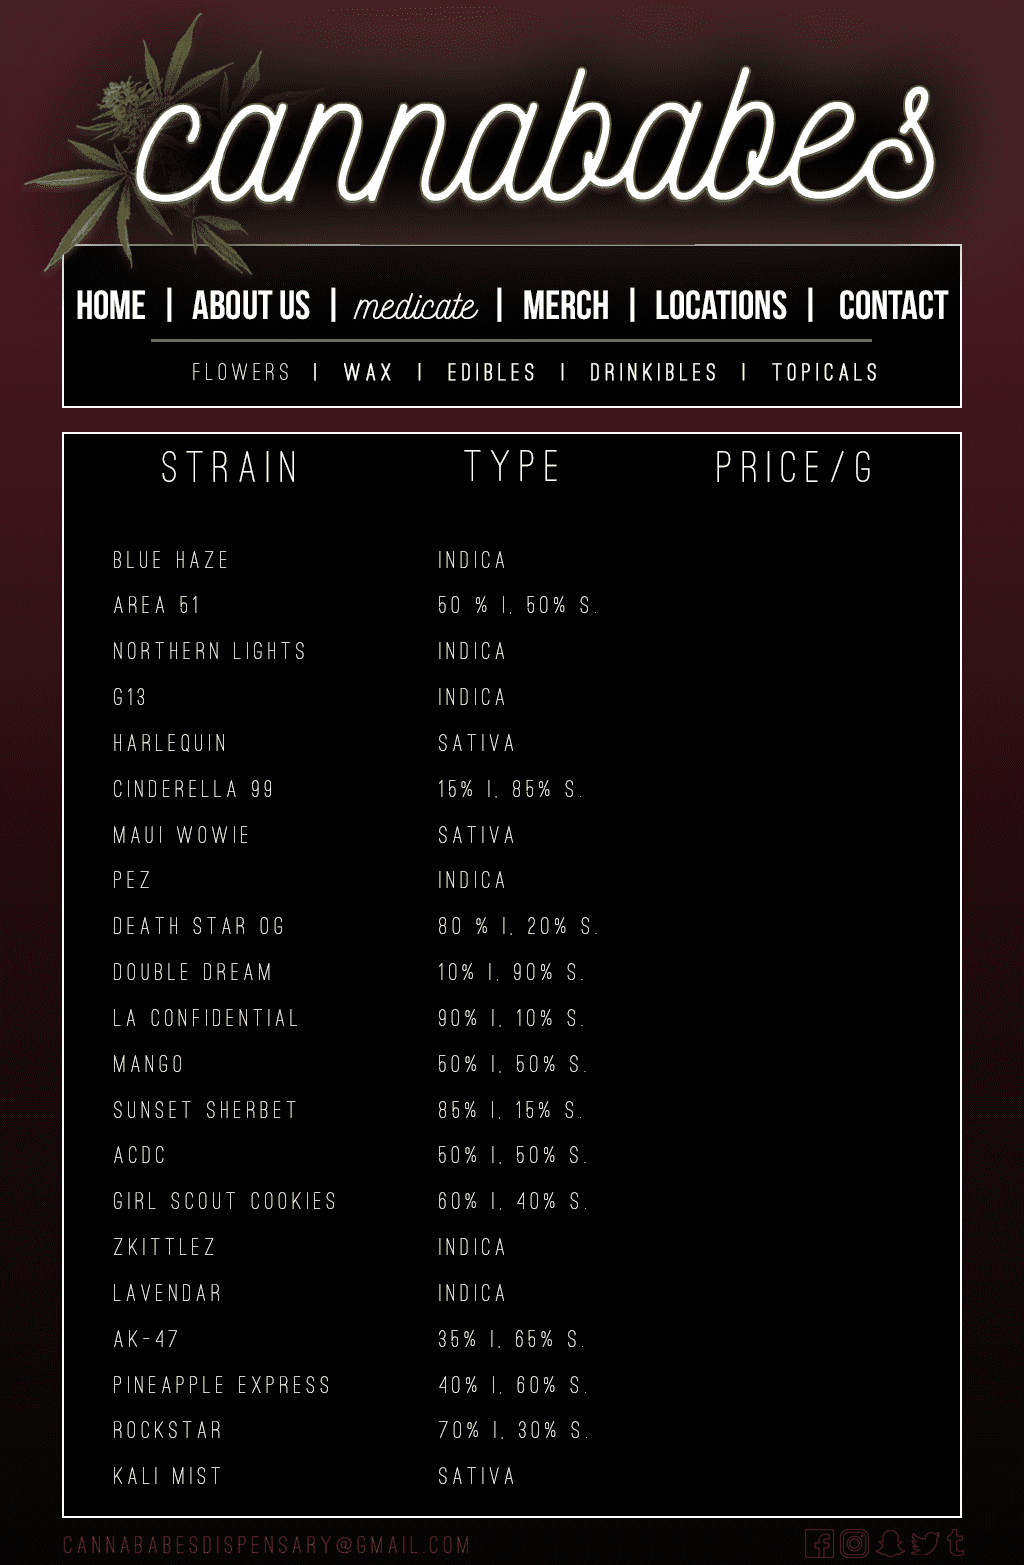 cannababes
HOME | ABOUT US | medicate | MERCH | LOCATIONS | CONTACT
FLOWERS | WAX | EDIBLES | DRINKIBLES | TOPICALS
STRAIN TYPE PRICE/G
BLUE HAZE INDICA
AREA 51 50 % I, 50% S.
NORTHERN LIGHTS INDICA
G13 INDICA
HARLEQUIN SATIVA
CINDERELLA 99 15% I, 85% S.
MAUI WOWIE SATIVA
PEZ INDICA
DEATH STAR OG 80 % I, 20% S.
DOUBLE DREAM 10% I, 90% S.
LA CONFIDENTIAL 90% I, 10% S.
MANGO 50% I, 50% S.
SUNSET SHERBET 85% I, 15% S.
ACDC 50% I, 50% S.
GIRL SCOUT COOKIES 60% I, 40% S.
ZKITTLEZ INDICA
LAVENDAR INDICA
AK-47 35% I, 65% S.
PINEAPPLE EXPRESS 40% I, 60% S.
ROCKSTAR 70% I, 30% S.
KALI MIST SATIVA
CANNABABESDISPENSARY@GMAIL.COM